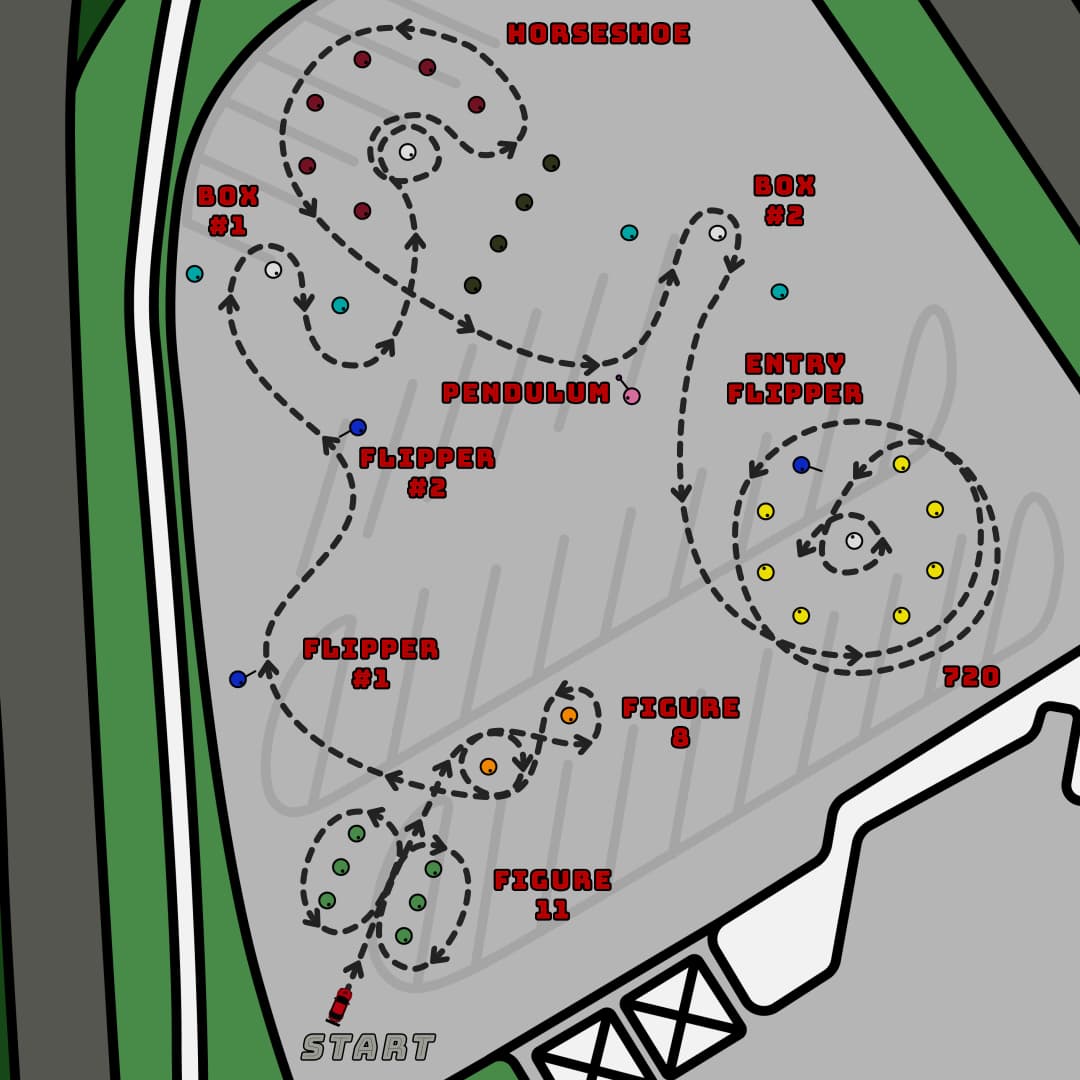 HORSESHOE
BOX
#1
BOX
#2
ENTRY
FLIPPER
PENDULUM
FLIPPER
#2
FLIPPER
#1
720
FIGURE
8
FIGURE
11
START